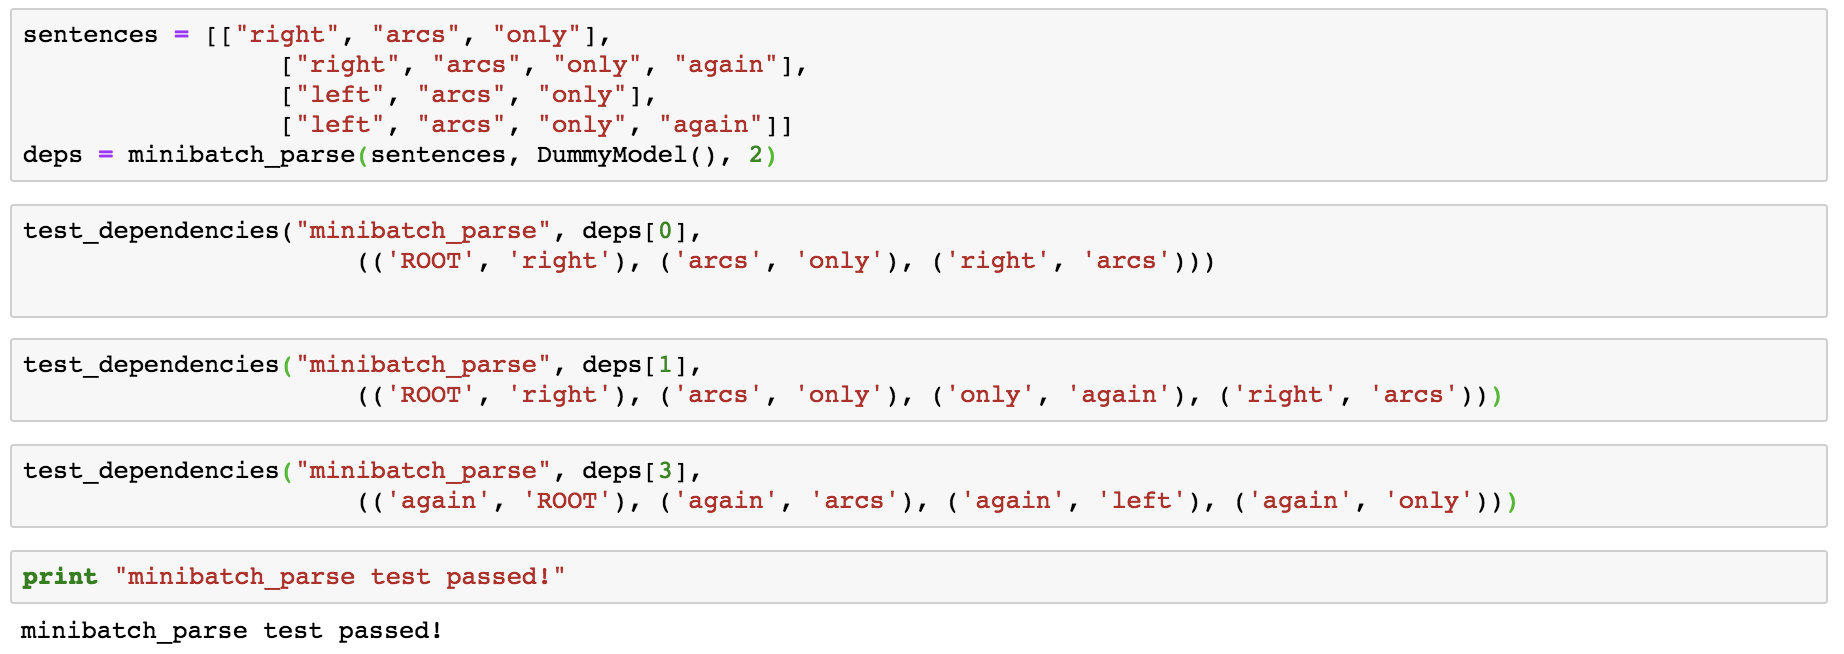 sentences = [["right", "arcs", "only"],
["right", "arcs", "only", "again"],
["left", "arcs", "only"],
["left", "arcs", "only", "again"]]
deps = minibatch_parse(sentences, DummyModel(), 2)
test_dependencies("minibatch_parse", deps[0],
(('ROOT', 'right'), ('arcs', 'only'), ('right', 'arcs')))
test_dependencies("minibatch_parse", deps[1],
(('ROOT', 'right'), ('arcs', 'only'), ('only', 'again'), ('right', 'arcs')))
test_dependencies("minibatch_parse", deps[3],
(('again', 'ROOT'), ('again', 'arcs'), ('again', 'left'), ('again', 'only')))
print "minibatch_parse test passed!"
minibatch_parse test passed!